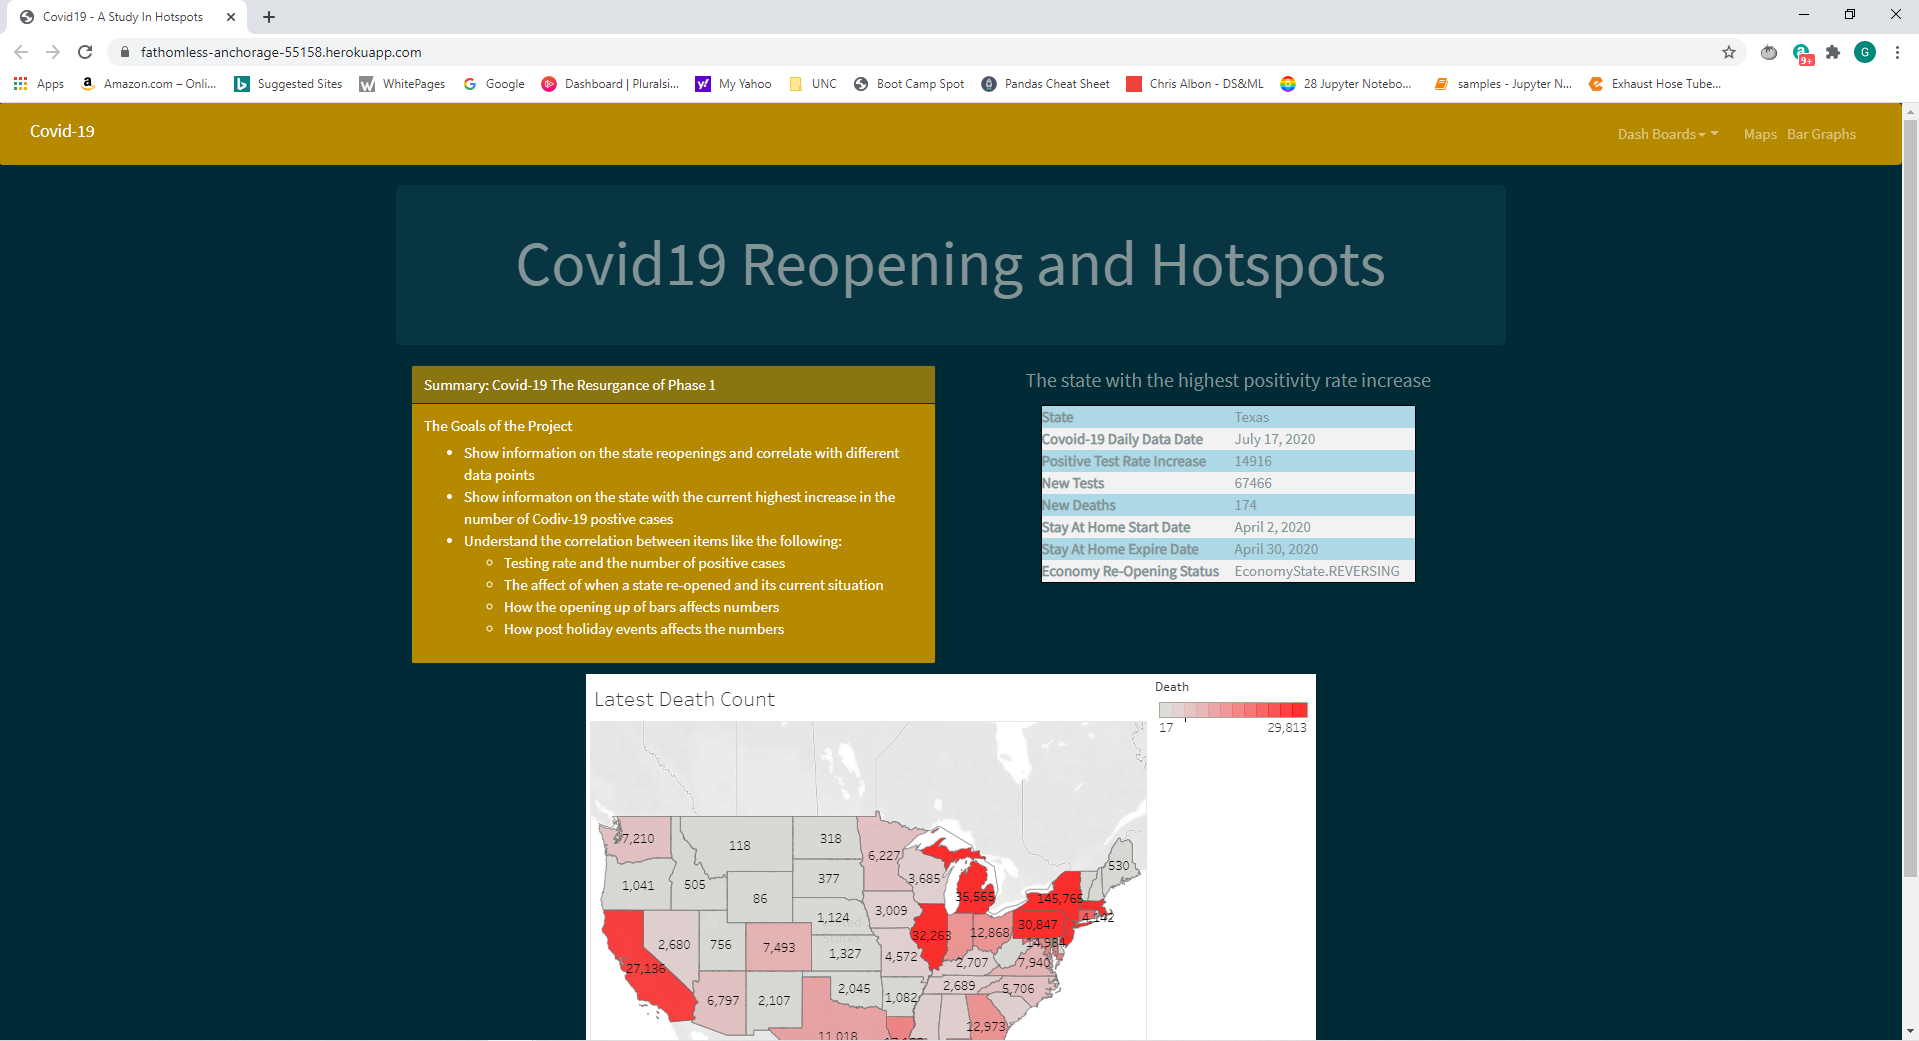 Covid19 - A Study In Hotspots
fathomless-anchorage-55158.herokuapp.com
G
9+
Apps
Amazon.com – Onli...
Suggested Sites
WhitePages
Google
Dashboard | Pluralsi...
My Yahoo
UNC
Boot Camp Spot
Pandas Cheat Sheet
Chris Albon - DS&ML
28 Jupyter Notebo...
samples - Jupyter N...
Exhaust Hose Tube...
Covid-19
Dash Boards
Maps
Bar Graphs
Covid19 Reopening and Hotspots
Summary: Covid-19 The Resurgance of Phase 1
The Goals of the Project
Show information on the state reopenings and correlate with different
data points
Show informaton on the state with the current highest increase in the
number of Codiv-19 postive cases
Understand the correlation between items like the following:
Testing rate and the number of positive cases
The affect of when a state re-opened and its current situation
How the opening up of bars affects numbers
How post holiday events affects the numbers
The state with the highest positivity rate increase
State Texas
Covoid-19 Daily Data Date July 17, 2020
Positive Test Rate Increase 14916
New Tests 67466
New Deaths 174
Stay At Home Start Date April 2, 2020
Stay At Home Expire Date April 30, 2020
Economy Re-Opening Status EconomyState.REVERSING
Latest Death Count
Death
17 29,813
7,210
118
318
6,227
530
1,041
505
377
3,685
86
35,565
145,765
3,009
1,124
4,142
United
States
30,847
12,868
32,263
14,984
2,680
756
7,493
1,327
4,572
2,707
7,940
27,136
2,689
5,706
2,045
6,797
2,107
1,082
12,973
11,018